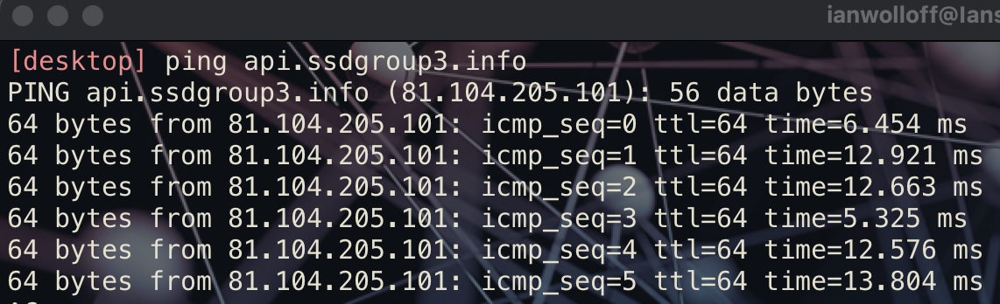 ianwolloff@Ians
[desktop] ping api.ssdgroup3.info
PING api.ssdgroup3.info (81.104.205.101): 56 data bytes
64 bytes from 81.104.205.101: icmp_seq=0 ttl=64 time=6.454 ms
64 bytes from 81.104.205.101: icmp_seq=1 ttl=64 time=12.921 ms
64 bytes from 81.104.205.101: icmp_seq=2 ttl=64 time=12.663 ms
64 bytes from 81.104.205.101: icmp_seq=3 ttl=64 time=5.325 ms
64 bytes from 81.104.205.101: icmp_seq=4 ttl=64 time=12.576 ms
64 bytes from 81.104.205.101: icmp_seq=5 ttl=64 time=13.804 ms